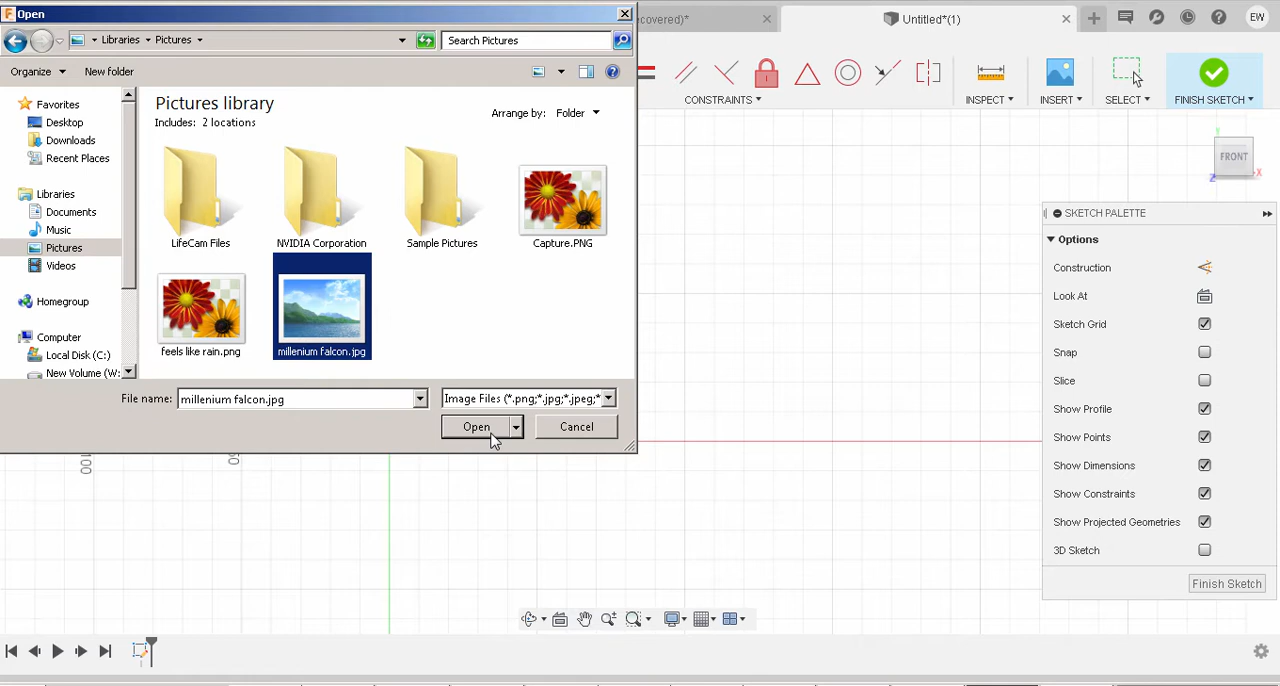 Open
Libraries
Pictures
Search Pictures
Organize
New folder
Favorites
Desktop
Downloads
Recent Places
Libraries
Documents
Music
Pictures
Videos
Homegroup
Computer
Local Disk (C:)
New Volume (W:
Pictures library
Includes: 2 locations
Arrange by: Folder
LifeCam Files
NVIDIA Corporation
Sample Pictures
Capture.PNG
feels like rain.png
millenium falcon.jpg
File name: millenium falcon.jpg
Image Files (*.png;*.jpg;*.jpeg;*
Open
Cancel
covered)*
Untitled*(1)
EW
CONSTRAINTS
INSPECT
INSERT
SELECT
FINISH SKETCH
Y
FRONT
X
Z
SKETCH PALETTE
Options
Construction
Look At
Sketch Grid
Snap
Slice
Show Profile
Show Points
Show Dimensions
Show Constraints
Show Projected Geometries
3D Sketch
Finish Sketch
100
50